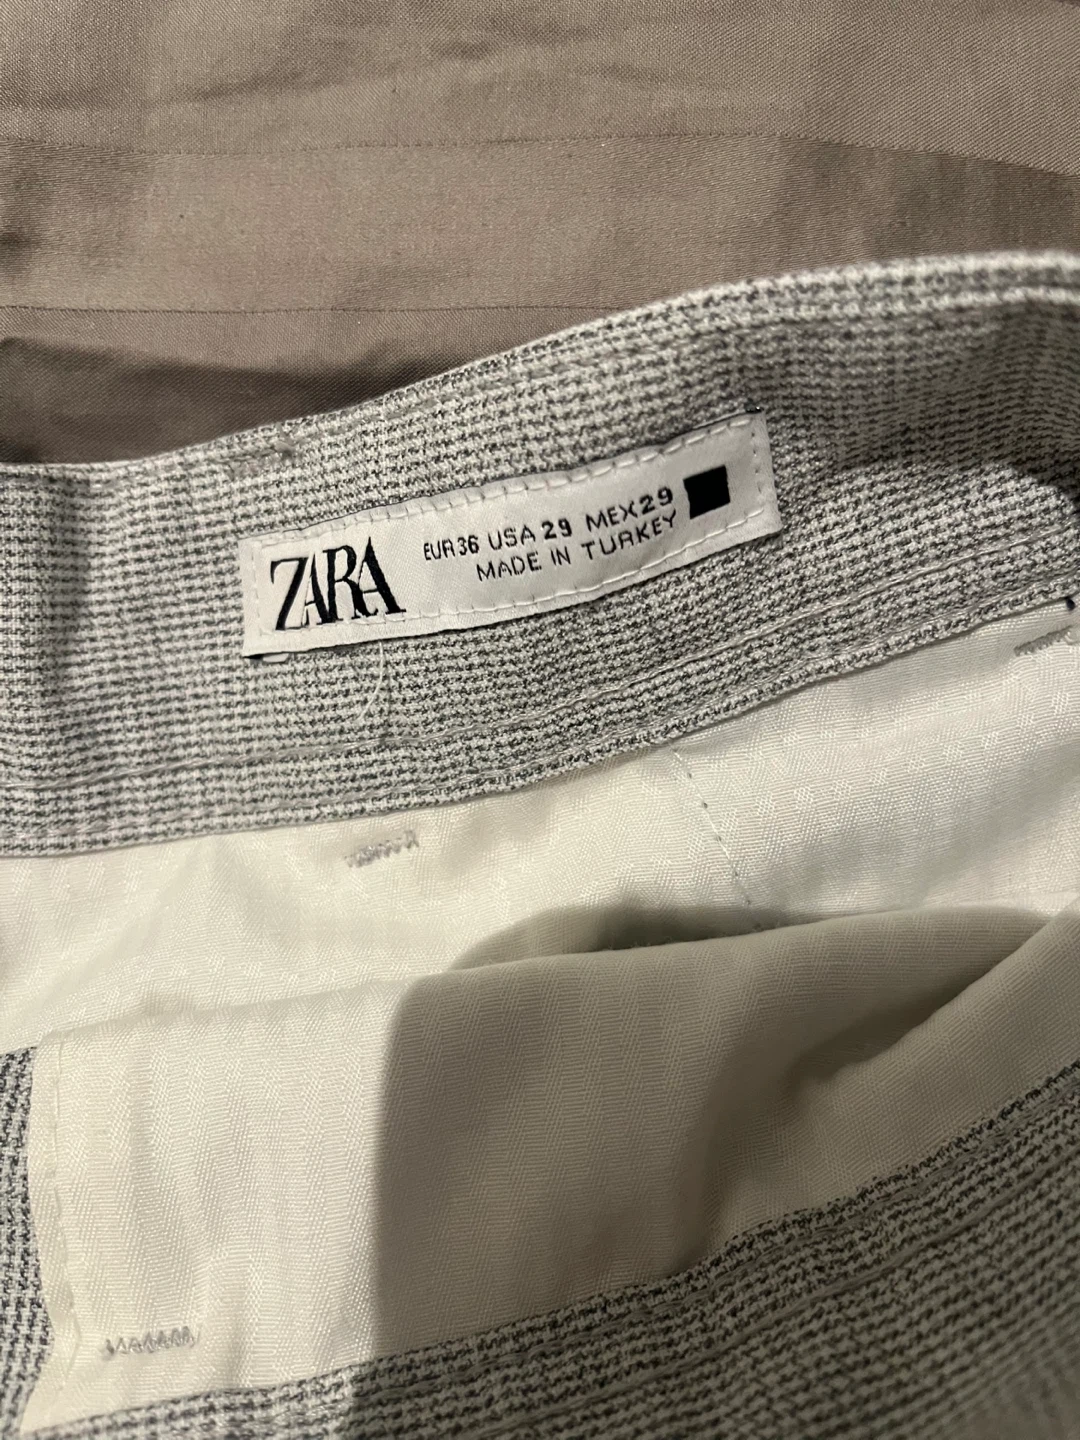 ZARA
EUR 36 USA 29 MEX 29
MADE IN TURKEY